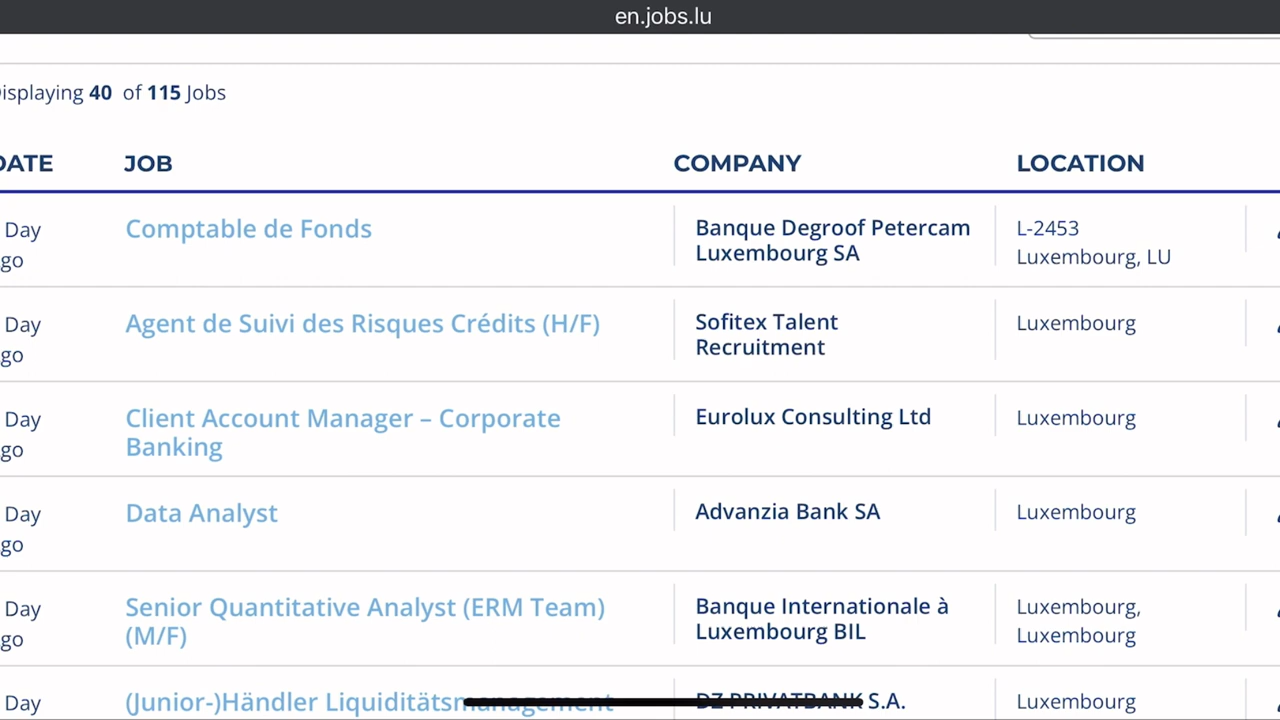 en.jobs.lu
isplaying 40 of 115 Jobs
DATE JOB COMPANY LOCATION
Day
go
Comptable de Fonds
Banque Degroof Petercam
Luxembourg SA
L-2453
Luxembourg, LU
Day
go
Agent de Suivi des Risques Crédits (H/F)
Sofitex Talent
Recruitment
Luxembourg
Day
go
Client Account Manager – Corporate
Banking
Eurolux Consulting Ltd
Luxembourg
Day
go
Data Analyst
Advanzia Bank SA
Luxembourg
Day
go
Senior Quantitative Analyst (ERM Team)
(M/F)
Banque Internationale à
Luxembourg BIL
Luxembourg,
Luxembourg
Day
(Junior-)Händler Liquiditätsmanagement
DZ PRIVATBANK S.A.
Luxembourg